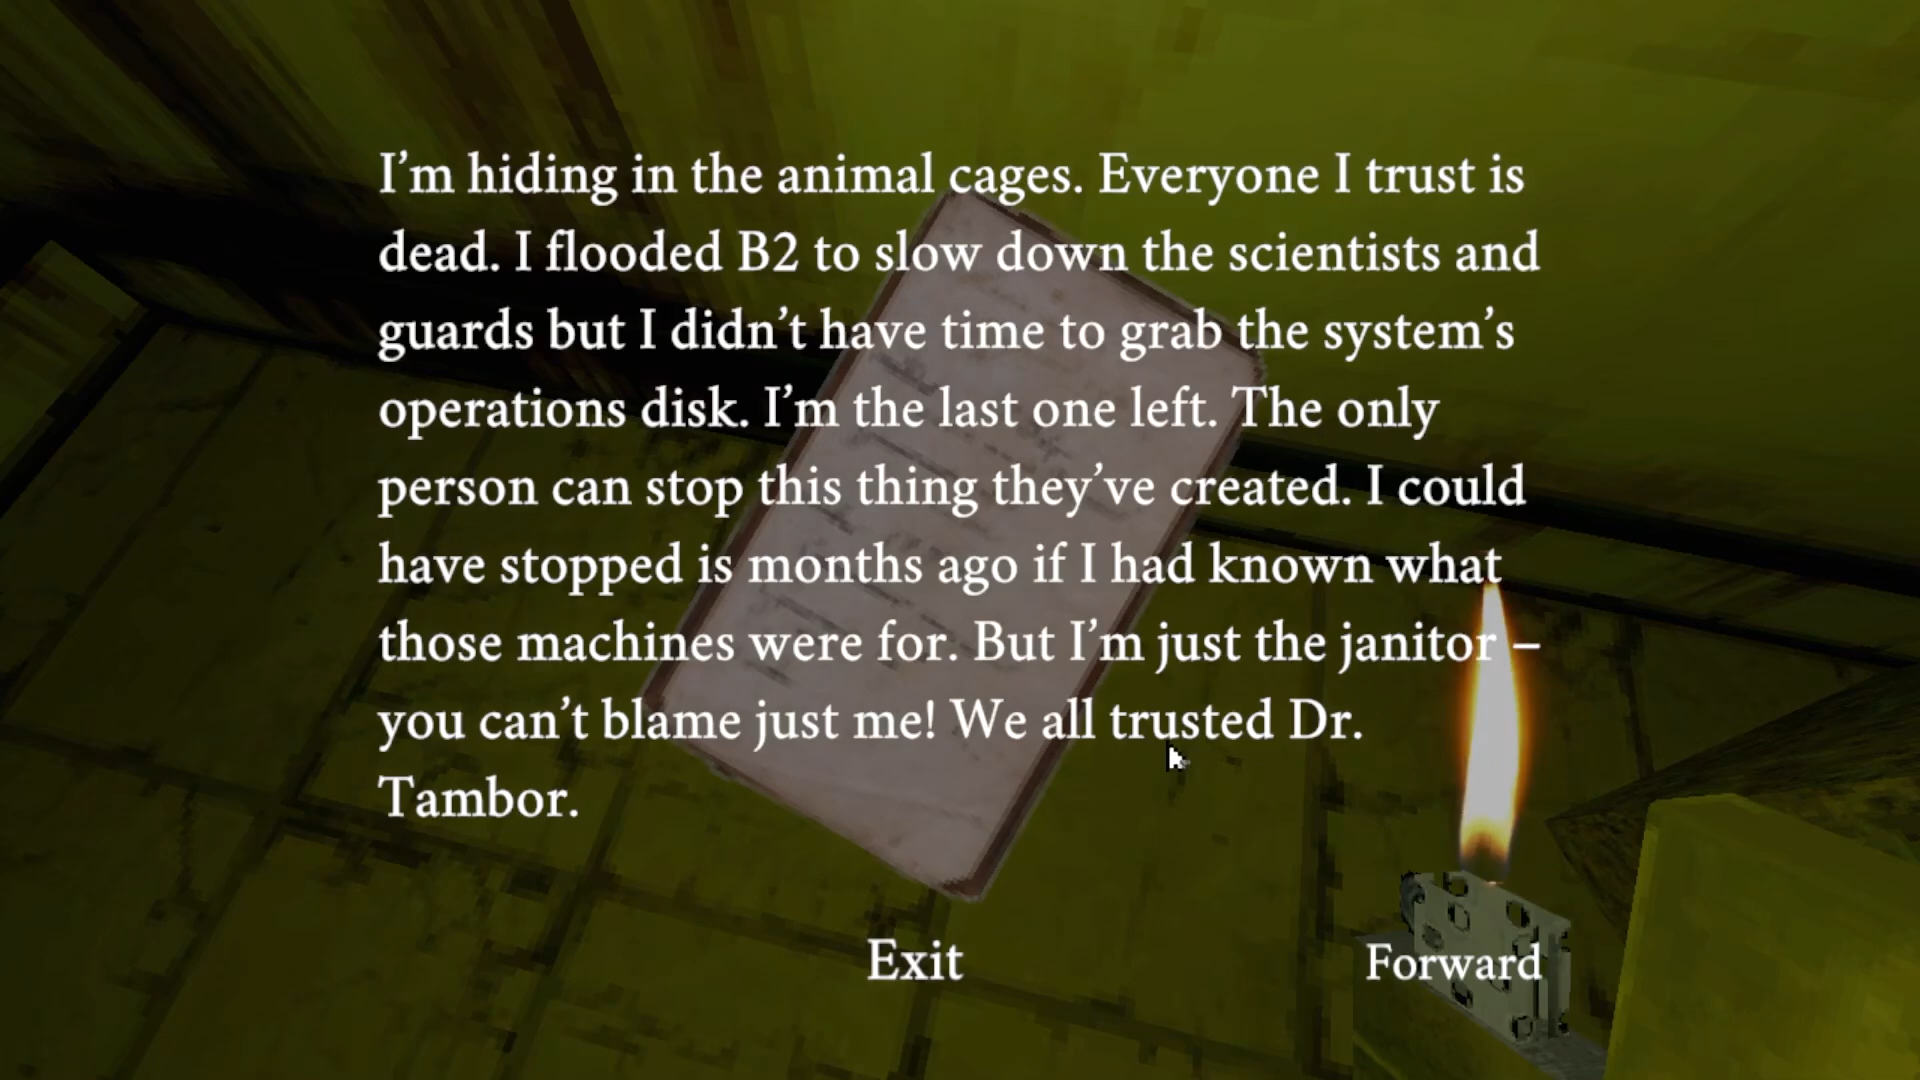 I’m hiding in the animal cages. Everyone I trust is
dead. I flooded B2 to slow down the scientists and
guards but I didn’t have time to grab the system’s
operations disk. I’m the last one left. The only
person can stop this thing they’ve created. I could
have stopped is months ago if I had known what
those machines were for. But I’m just the janitor –
you can’t blame just me! We all trusted Dr.
Tambor.
Exit
Forward